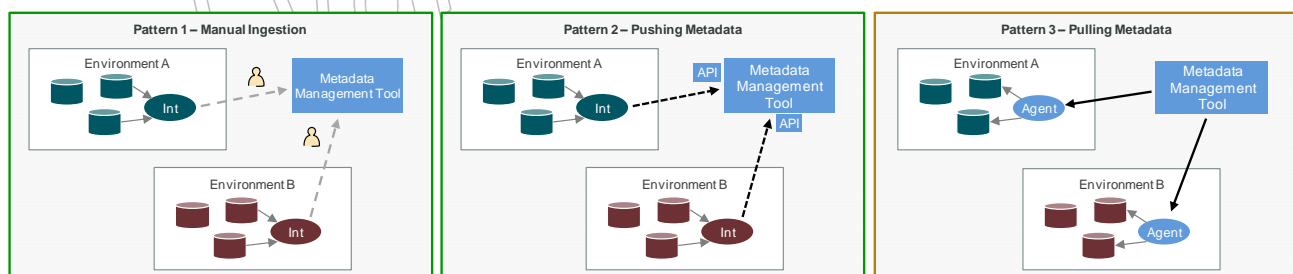 Pattern 1 – Manual Ingestion
Environment A
Int
Metadata
Management Tool
Environment B
Int
Pattern 2 – Pushing Metadata
Environment A
Int
API
Metadata
Management
Tool
API
Environment B
Int
Pattern 3 – Pulling Metadata
Environment A
Agent
Metadata
Management
Tool
Environment B
Agent